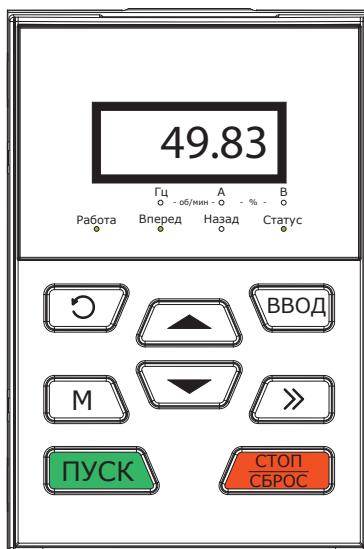 49.83
Гц А В
- об/мин - - % -
Работа Вперед Назад Статус
ВВОД
М
ПУСК
СТОП
СБРОС